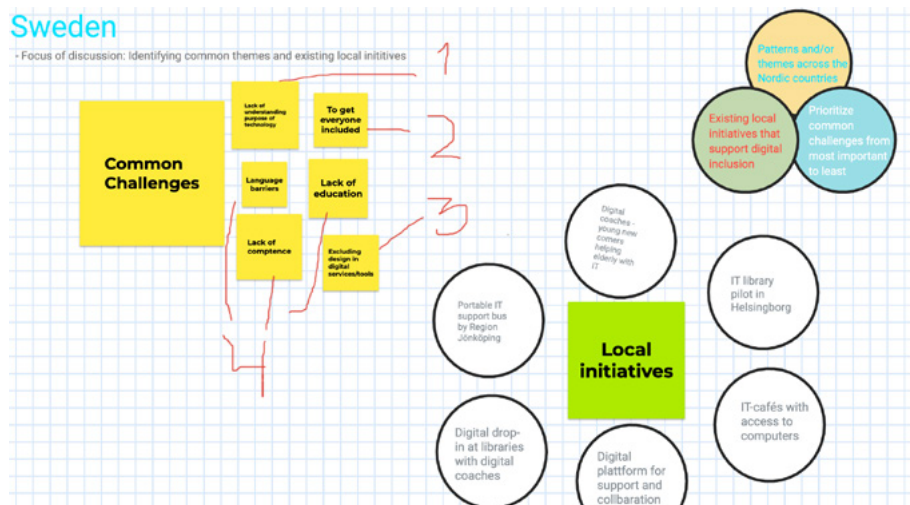 Sweden
- Focus of discussion: Identifying common themes and existing local inititives
1
2
3
4
Common
Challenges
Lack of
understanding
purpose of
technology
To get
everyone
included
Language
barriers
Lack of
education
Lack of
comptence
Excluding
design in
digital
services/tools
Patterns and/or
themes across the
Nordic countries
Existing local
initiatives that
support digital
inclusion
Prioritize
common
challenges from
most important
to least
Digital
coaches -
young new
comers
helping
elderly with
IT
Portable IT
support bus
by Region
Jönköping
IT library
pilot in
Helsingborg
Local
initiatives
Digital drop-
in at libraries
with digital
coaches
Digital
plattform for
support and
collbaration
IT-cafés with
access to
computers